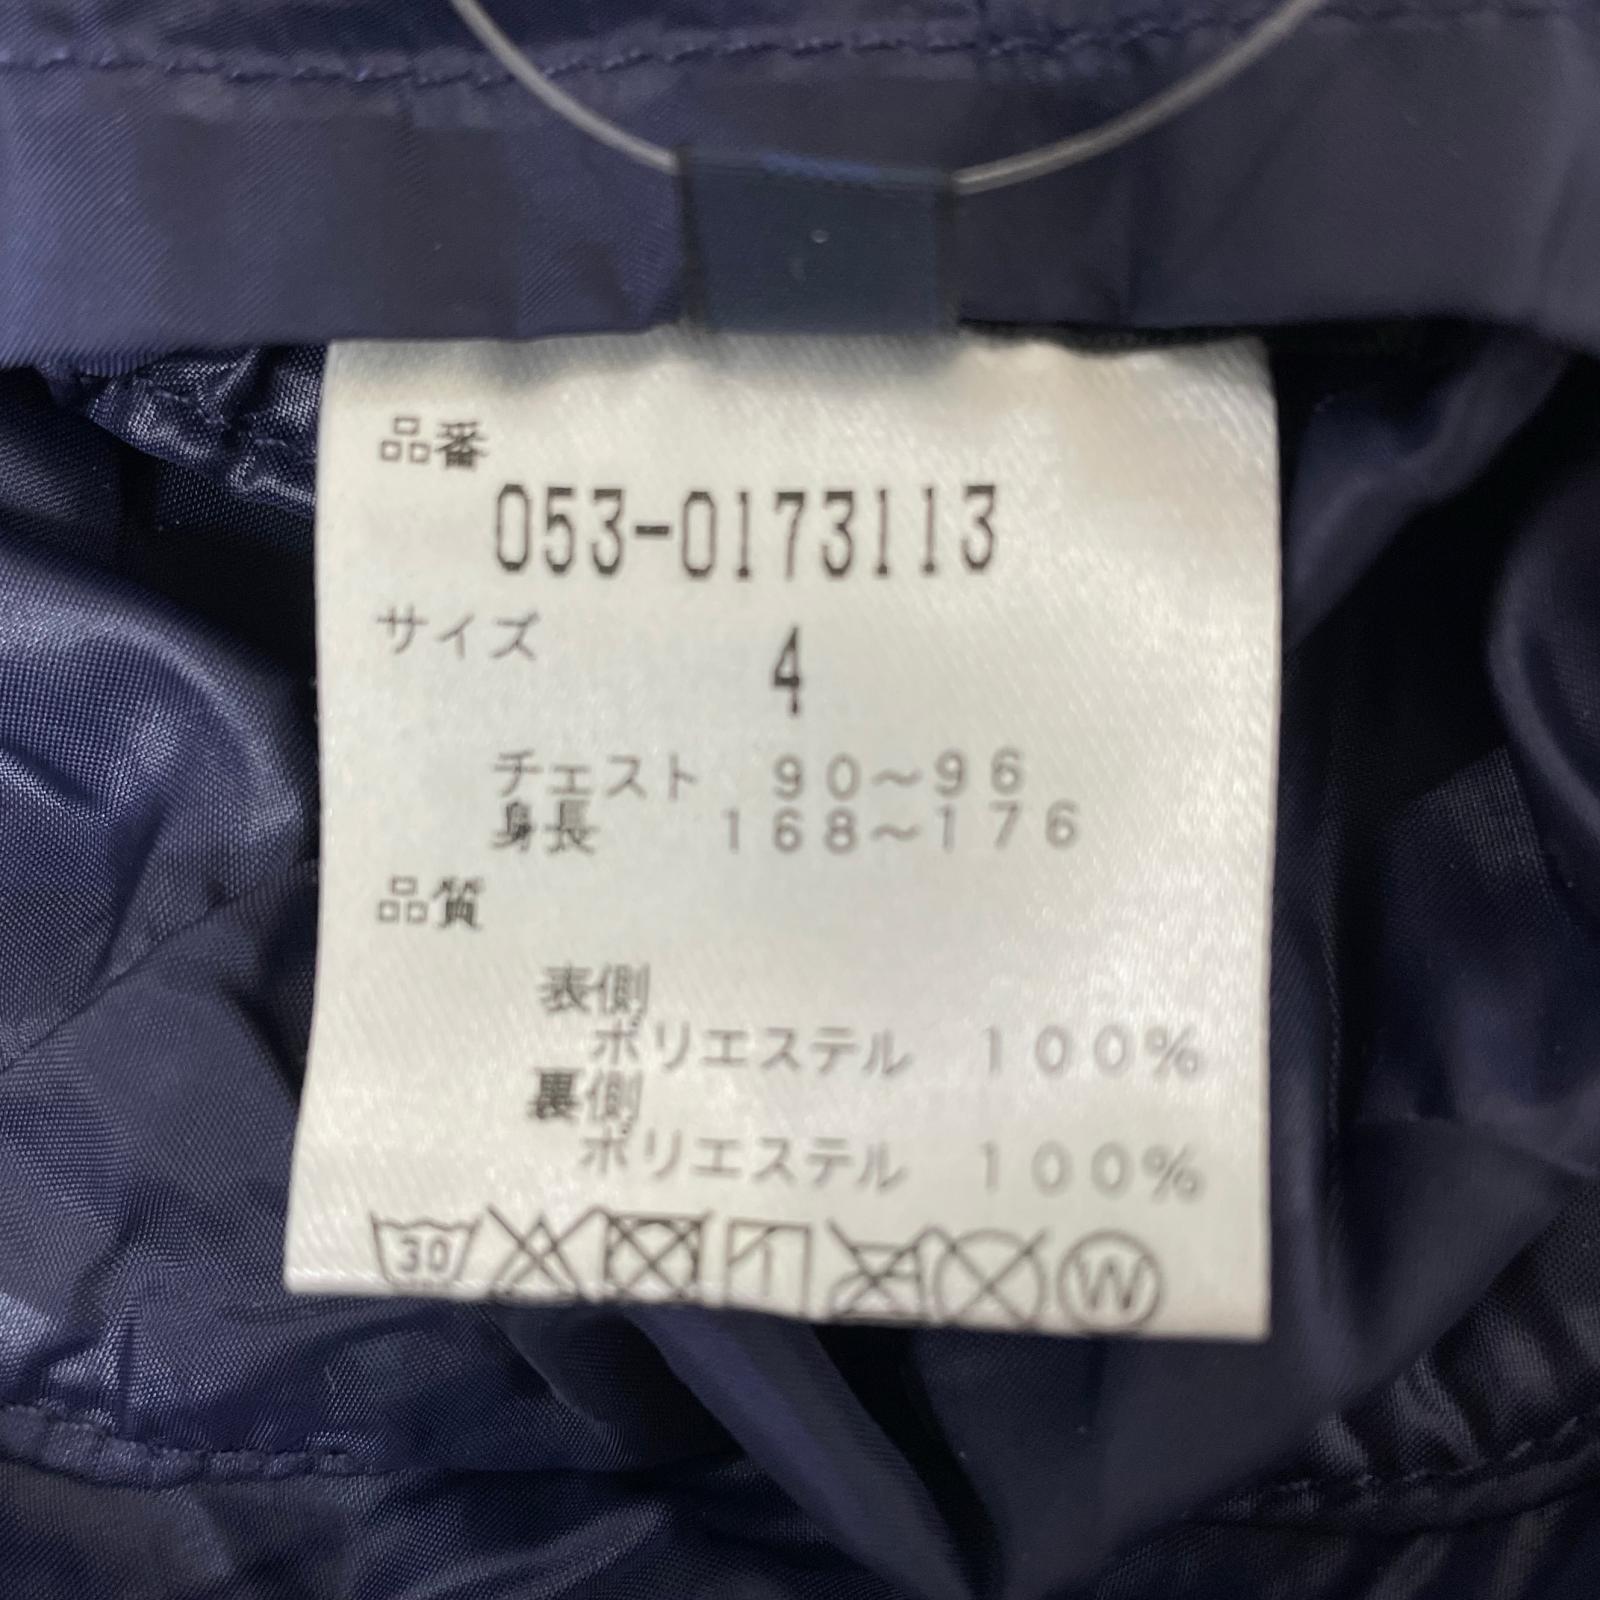 品番
053-0173113
サイズ
4
チェスト 90〜96
身長 168〜176
品質
表側
ポリエステル 100%
裏側
ポリエステル 100%
30 W